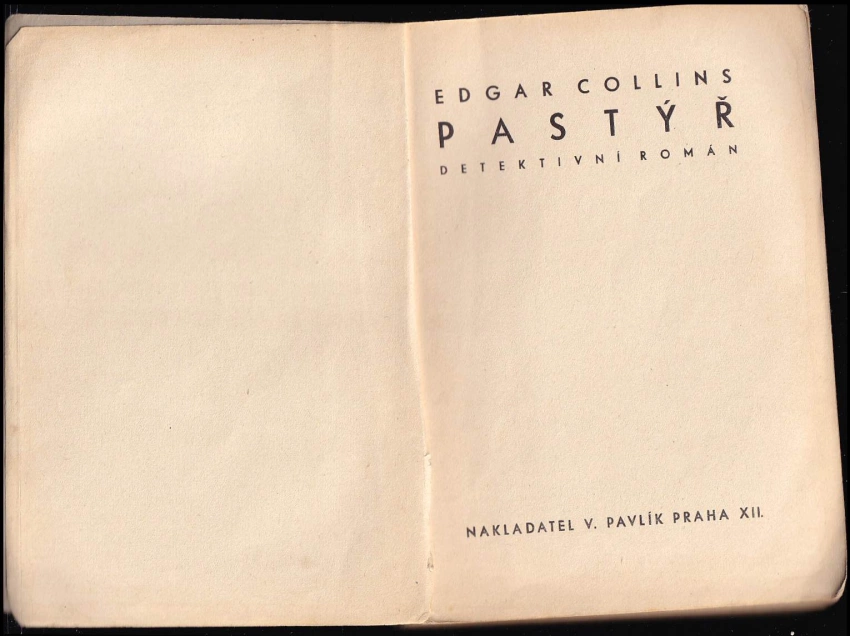 EDGAR COLLINS
PASTÝŘ
DETEKTIVNÍ ROMÁN
NAKLADATEL V. PAVLÍK PRAHA XII.